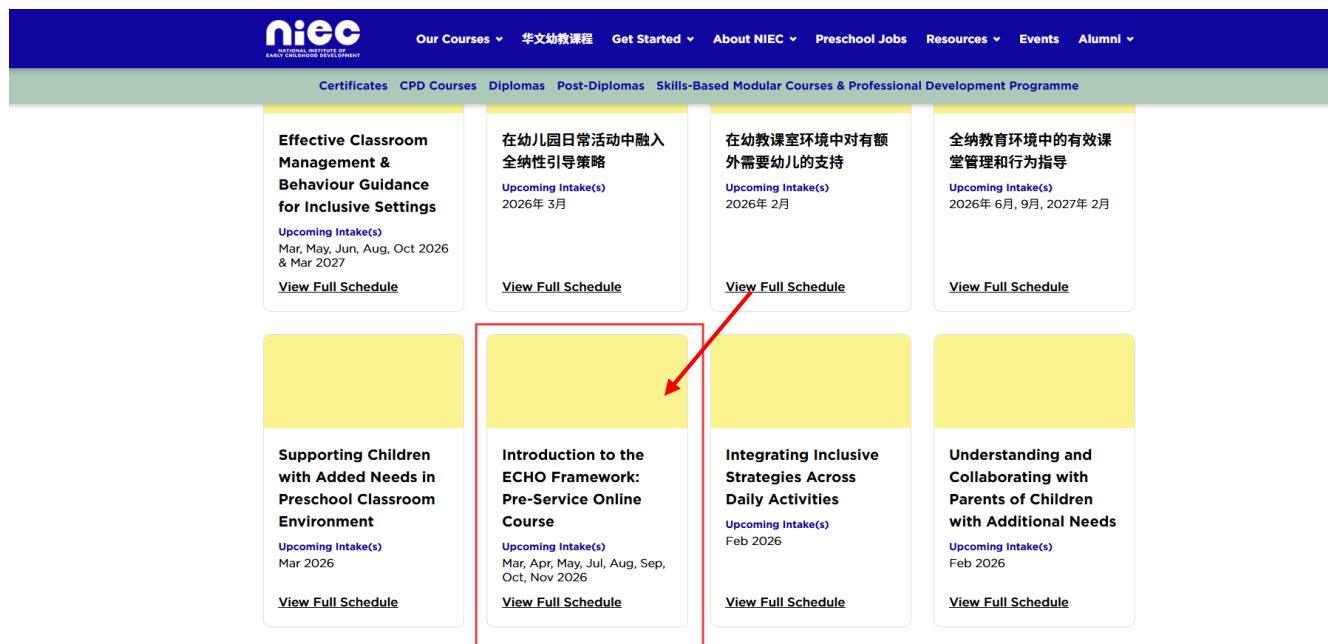 niec
NATIONAL INSTITUTE OF
EARLY CHILDHOOD DEVELOPMENT
Our Courses 华文幼教课程 Get Started About NIEC Preschool Jobs Resources Events Alumni
Certificates CPD Courses Diplomas Post-Diplomas Skills-Based Modular Courses & Professional Development Programme
Effective Classroom
Management &
Behaviour Guidance
for Inclusive Settings
Upcoming Intake(s)
Mar, May, Jun, Aug, Oct 2026
& Mar 2027
View Full Schedule
在幼儿园日常活动中融入
全纳性引导策略
Upcoming Intake(s)
2026年 3月
View Full Schedule
在幼教课室环境中对有额
外需要幼儿的支持
Upcoming Intake(s)
2026年 2月
View Full Schedule
全纳教育环境中的有效课
堂管理和行为指导
Upcoming Intake(s)
2026年 6月, 9月, 2027年 2月
View Full Schedule
Supporting Children
with Added Needs in
Preschool Classroom
Environment
Upcoming Intake(s)
Mar 2026
View Full Schedule
Introduction to the
ECHO Framework:
Pre-Service Online
Course
Upcoming Intake(s)
Mar, Apr, May, Jul, Aug, Sep,
Oct, Nov 2026
View Full Schedule
Integrating Inclusive
Strategies Across
Daily Activities
Upcoming Intake(s)
Feb 2026
View Full Schedule
Understanding and
Collaborating with
Parents of Children
with Additional Needs
Upcoming Intake(s)
Feb 2026
View Full Schedule